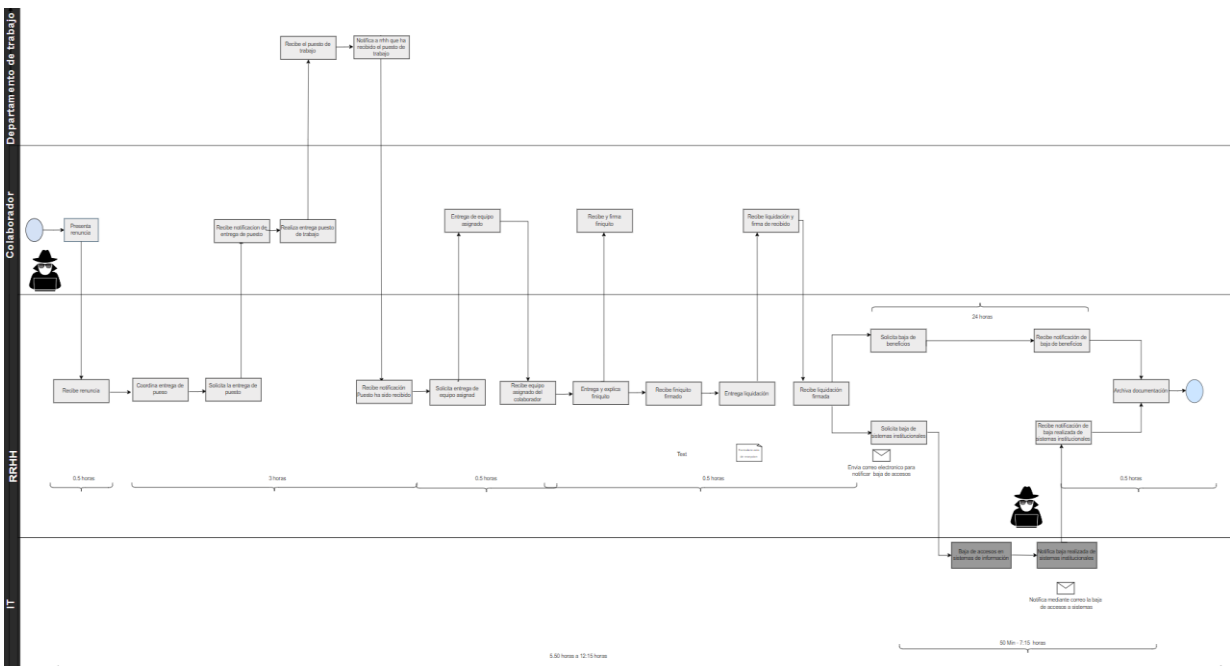 Departamento de trabajo
Recibe el puesto de
trabajo
Notifica a rrhh que ha
recibido el puesto de
trabajo
Colaborador
Presenta
renuncia
Recibe notificacion de
entrega de puesto
Realiza entrega puesto
de trabajo
Entrega de equipo
asignado
Recibe y firma
finiquito
Recibe liquidación y
firma de recibido
RRHH
24 horas
Solicita baja de
beneficios
Recibe notificación de
baja de beneficios
Recibe renuncia
Coordina entrega de
puesto
Solicita la entrega de
puesto
Recibe notificación
Puesto ha sido recibido
Solicita entrega de
equipo asignad
Recibe equipo
asignado del
colaborador
Entrega y explica
finiquito
Recibe finiquito
firmado
Entrega liquidación
Recibe liquidación
firmada
Archiva documentación
Solicita baja de
sistemas institucionales
Recibe notificación de
baja realizada de
sistemas institucionales
Text
Envia correo electronico para
notificar baja de accesos
0.5 horas
3 horas
0.5 horas
0.5 horas
0.5 horas
IT
Baja de accesos en
sistemas de información
Notifica baja realizada de
sistemas institucionales
Notifica mediante correo la baja
de accesos a sistemas
50 Min - 7:15 horas
5.50 horas a 12:15 horas